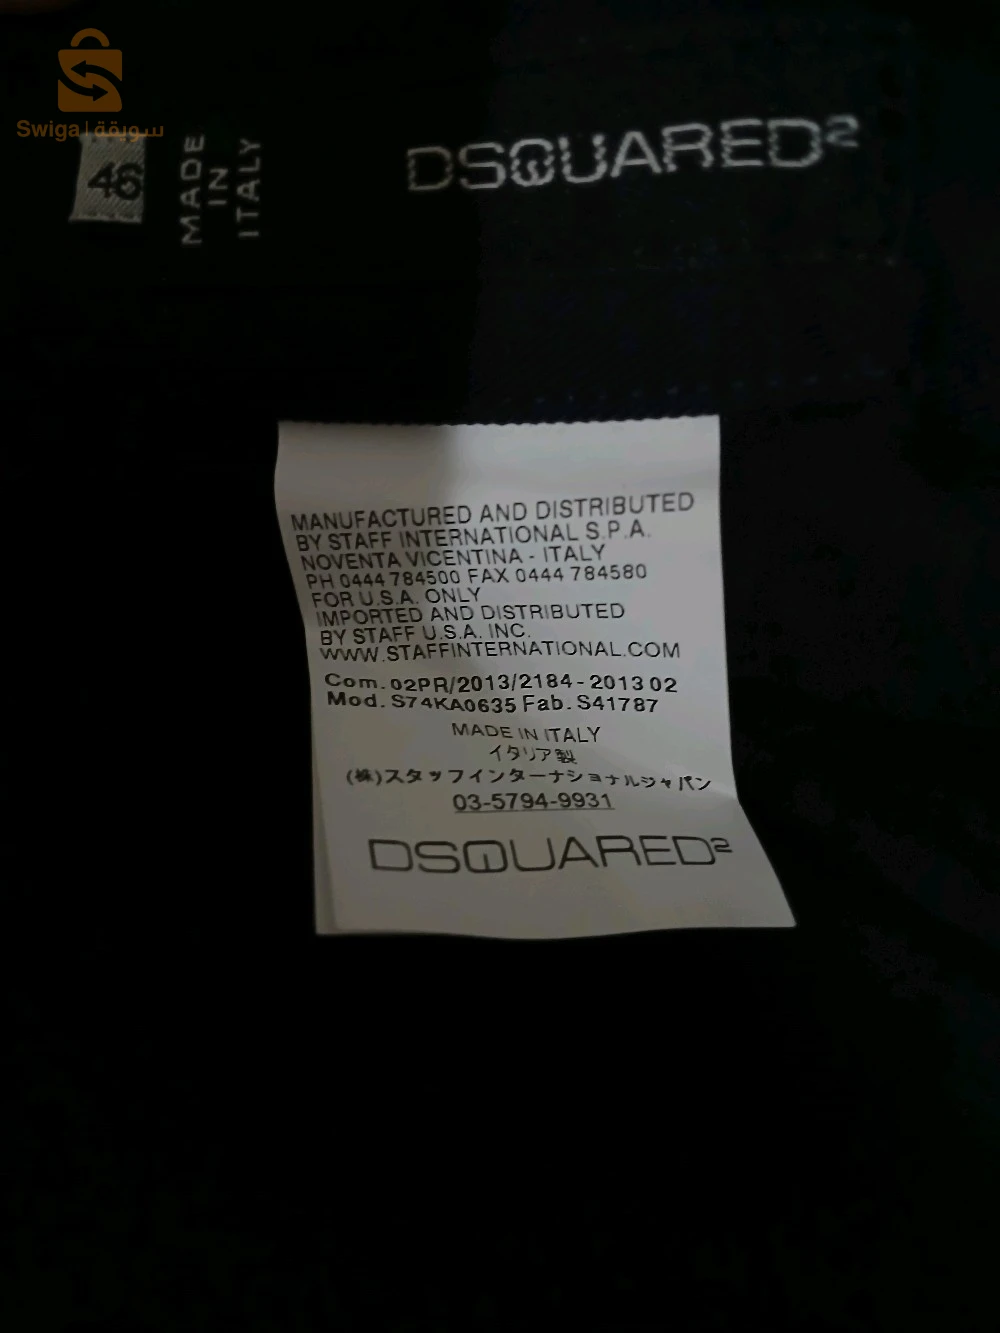 Swiga | سويقة
46
MADE
IN
ITALY
DSQUARED2
MANUFACTURED AND DISTRIBUTED
BY STAFF INTERNATIONAL S.P.A.
NOVENTA VICENTINA - ITALY
PH 0444 784500 FAX 0444 784580
FOR U.S.A. ONLY
IMPORTED AND DISTRIBUTED
BY STAFF U.S.A. INC.
WWW.STAFFINTERNATIONAL.COM
Com. 02PR/2013/2184 - 2013 02
Mod. S74KA0635 Fab. S41787
MADE IN ITALY
イタリア製
(株)スタッフインターナショナルジャパン
03-5794-9931
DSQUARED2